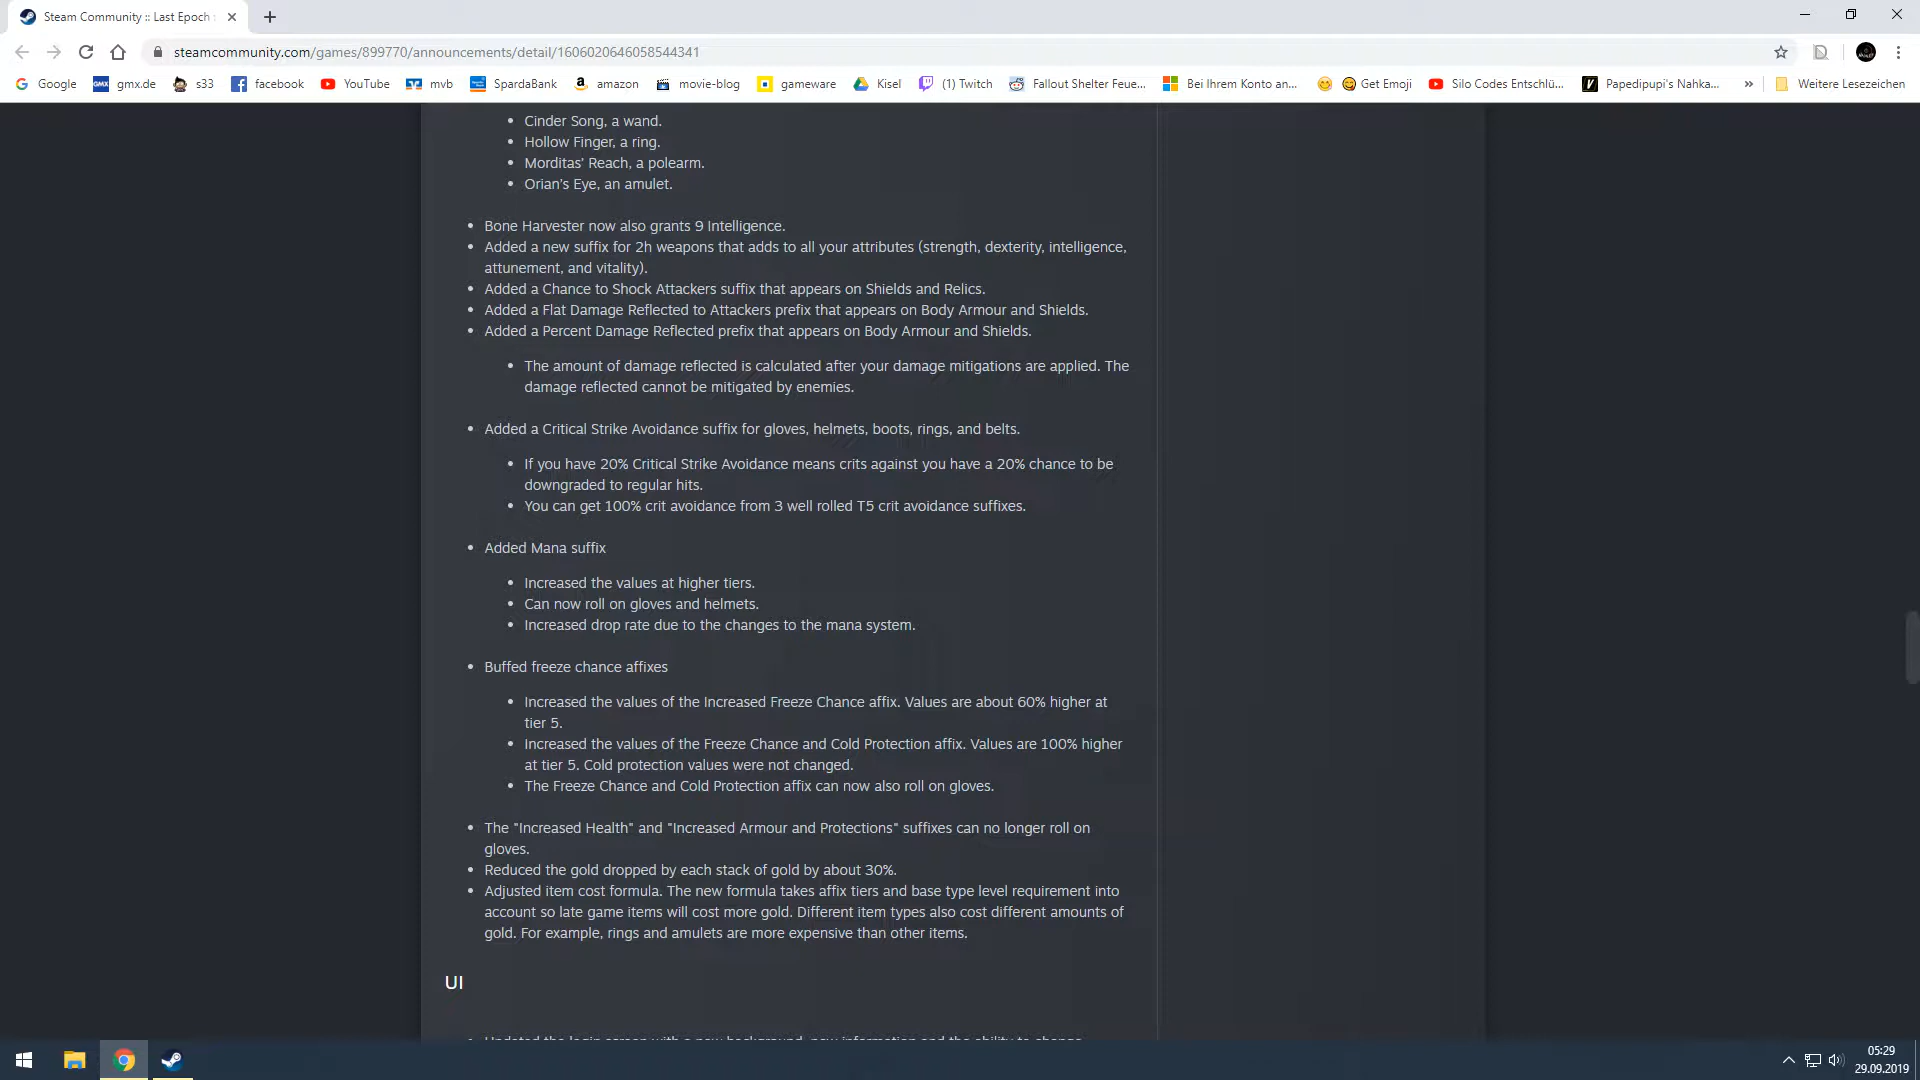 Steam Community :: Last Epoch
steamcommunity.com/games/899770/announcements/detail/1606020646058544341
Google gmx.de s33 facebook YouTube mvb SpardaBank amazon movie-blog gameware Kisel (1) Twitch Fallout Shelter Feue... Bei Ihrem Konto an... Get Emoji Silo Codes Entschlü... Papedipupi's Nahka... » Weitere Lesezeichen
• Cinder Song, a wand.
• Hollow Finger, a ring.
• Morditas' Reach, a polearm.
• Orian's Eye, an amulet.
• Bone Harvester now also grants 9 Intelligence.
• Added a new suffix for 2h weapons that adds to all your attributes (strength, dexterity, intelligence,
attunement, and vitality).
• Added a Chance to Shock Attackers suffix that appears on Shields and Relics.
• Added a Flat Damage Reflected to Attackers prefix that appears on Body Armour and Shields.
• Added a Percent Damage Reflected prefix that appears on Body Armour and Shields.
• The amount of damage reflected is calculated after your damage mitigations are applied. The
damage reflected cannot be mitigated by enemies.
• Added a Critical Strike Avoidance suffix for gloves, helmets, boots, rings, and belts.
• If you have 20% Critical Strike Avoidance means crits against you have a 20% chance to be
downgraded to regular hits.
• You can get 100% crit avoidance from 3 well rolled T5 crit avoidance suffixes.
• Added Mana suffix
• Increased the values at higher tiers.
• Can now roll on gloves and helmets.
• Increased drop rate due to the changes to the mana system.
• Buffed freeze chance affixes
• Increased the values of the Increased Freeze Chance affix. Values are about 60% higher at
tier 5.
• Increased the values of the Freeze Chance and Cold Protection affix. Values are 100% higher
at tier 5. Cold protection values were not changed.
• The Freeze Chance and Cold Protection affix can now also roll on gloves.
• The "Increased Health" and "Increased Armour and Protections" suffixes can no longer roll on
gloves.
• Reduced the gold dropped by each stack of gold by about 30%.
• Adjusted item cost formula. The new formula takes affix tiers and base type level requirement into
account so late game items will cost more gold. Different item types also cost different amounts of
gold. For example, rings and amulets are more expensive than other items.
UI
• Updated the login screen with a new background, new information and the ability to change
05:29
29.09.2019